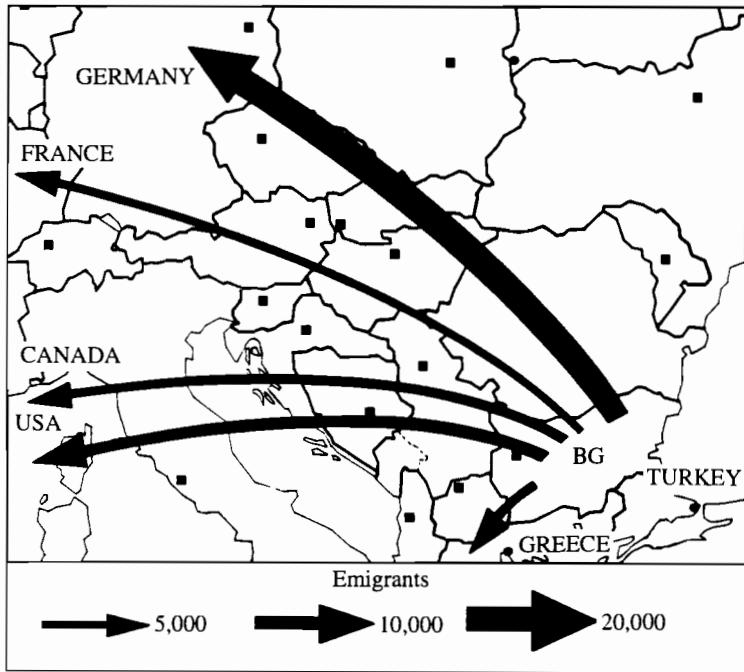 GERMANY
FRANCE
CANADA
USA
BG
TURKEY
GREECE
Emigrants
5,000
10,000
20,000